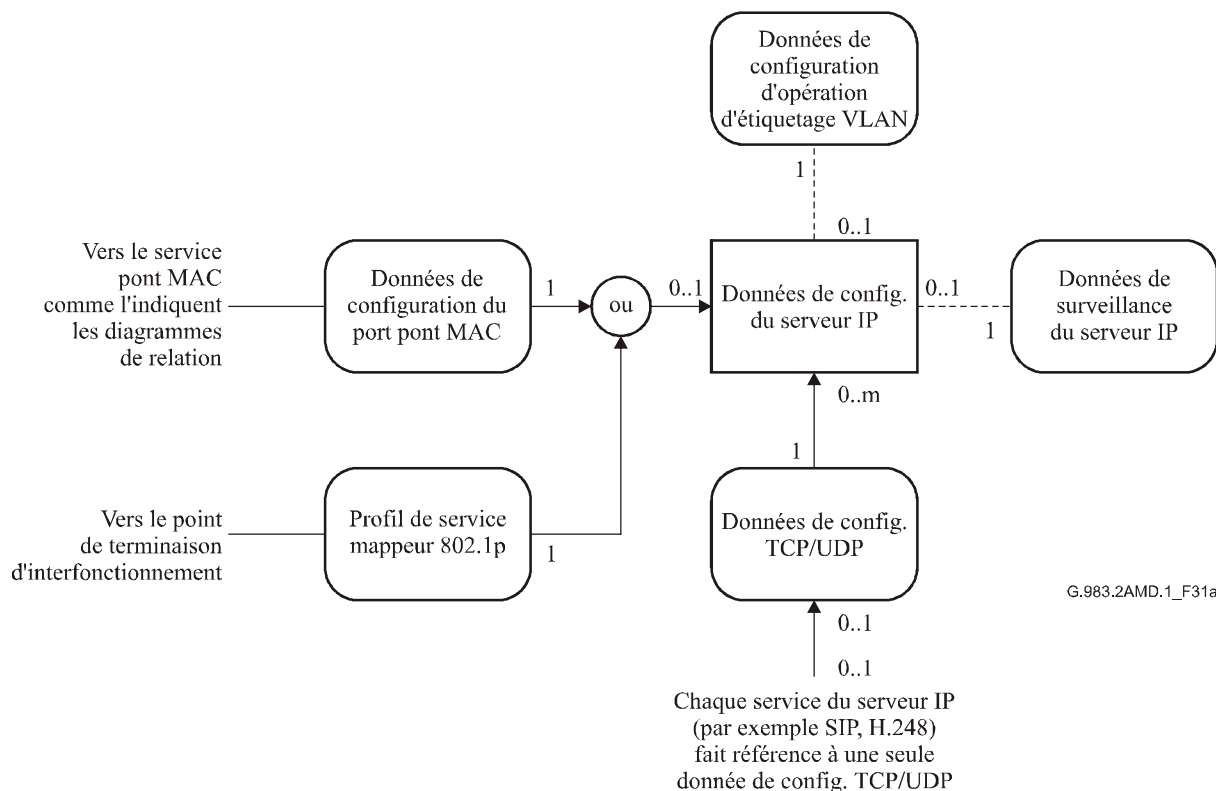 Données de
configuration
d'opération
d'étiquetage VLAN
1
0..1
Vers le service
pont MAC
comme l'indiquent
les diagrammes
de relation
Données de
configuration du
port pont MAC
1
ou
0..1
Données de config.
du serveur IP
0..1
1
Données de
surveillance
du serveur IP
0..m
1
Vers le point
de terminaison
d'interfonctionnement
Profil de service
mappeur 802.1p
1
Données de config.
TCP/UDP
G.983.2AMD.1_F31a
0..1
0..1
Chaque service du serveur IP
(par exemple SIP, H.248)
fait référence à une seule
donnée de config. TCP/UDP